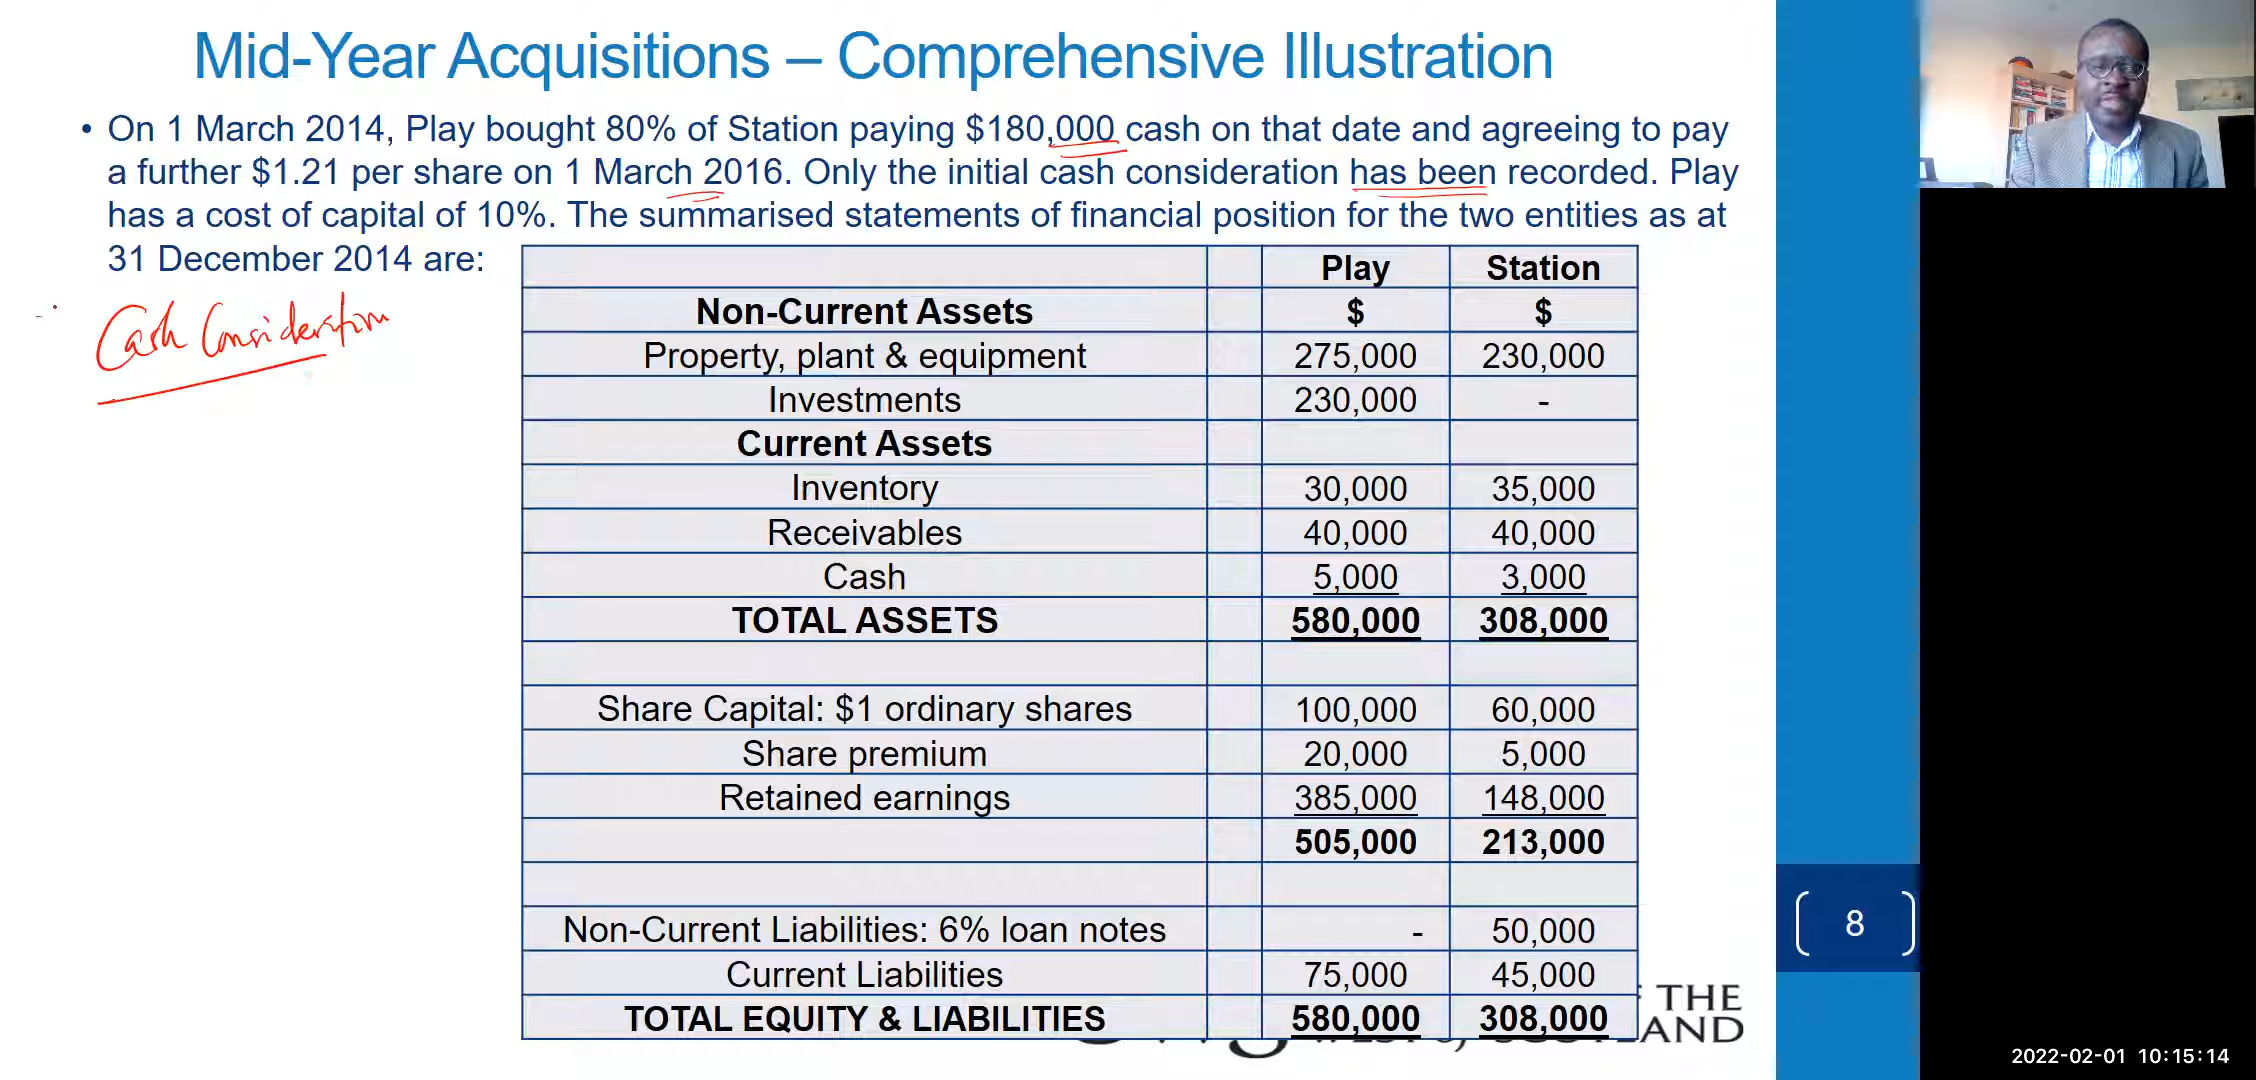 Mid-Year Acquisitions – Comprehensive Illustration
• On 1 March 2014, Play bought 80% of Station paying $180,000 cash on that date and agreeing to pay
a further $1.21 per share on 1 March 2016. Only the initial cash consideration has been recorded. Play
has a cost of capital of 10%. The summarised statements of financial position for the two entities as at
31 December 2014 are:
Cash Consideration
Play Station
Non-Current Assets $ $
Property, plant & equipment 275,000 230,000
Investments 230,000 -
Current Assets
Inventory 30,000 35,000
Receivables 40,000 40,000
Cash 5,000 3,000
TOTAL ASSETS 580,000 308,000
Share Capital: $1 ordinary shares 100,000 60,000
Share premium 20,000 5,000
Retained earnings 385,000 148,000
505,000 213,000
Non-Current Liabilities: 6% loan notes - 50,000
Current Liabilities 75,000 45,000
TOTAL EQUITY & LIABILITIES 580,000 308,000
THE
AND
8
2022-02-01 10:15:14